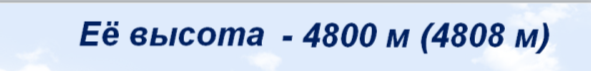 Её высота - 4800 м (4808 м)